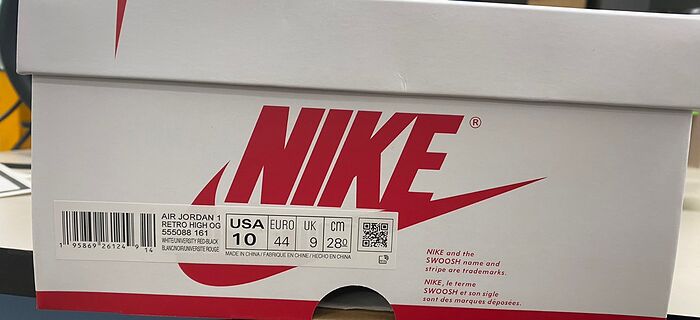 NIKE®
AIR JORDAN 1
RETRO HIGH OG
555088 161
WHITE/UNIVERSITY RED-BLACK
BLANC/NOIR/UNIVERSITE ROUGE
USA EURO UK cm
10 44 9 28
MADE IN CHINA / FABRIQUE EN CHINE / HECHO EN CHINA
1 95869 26124 9 14
NIKE and the
SWOOSH name and
stripe are trademarks.
NIKE, le terme
SWOOSH et son sigle
sont des marques déposées.